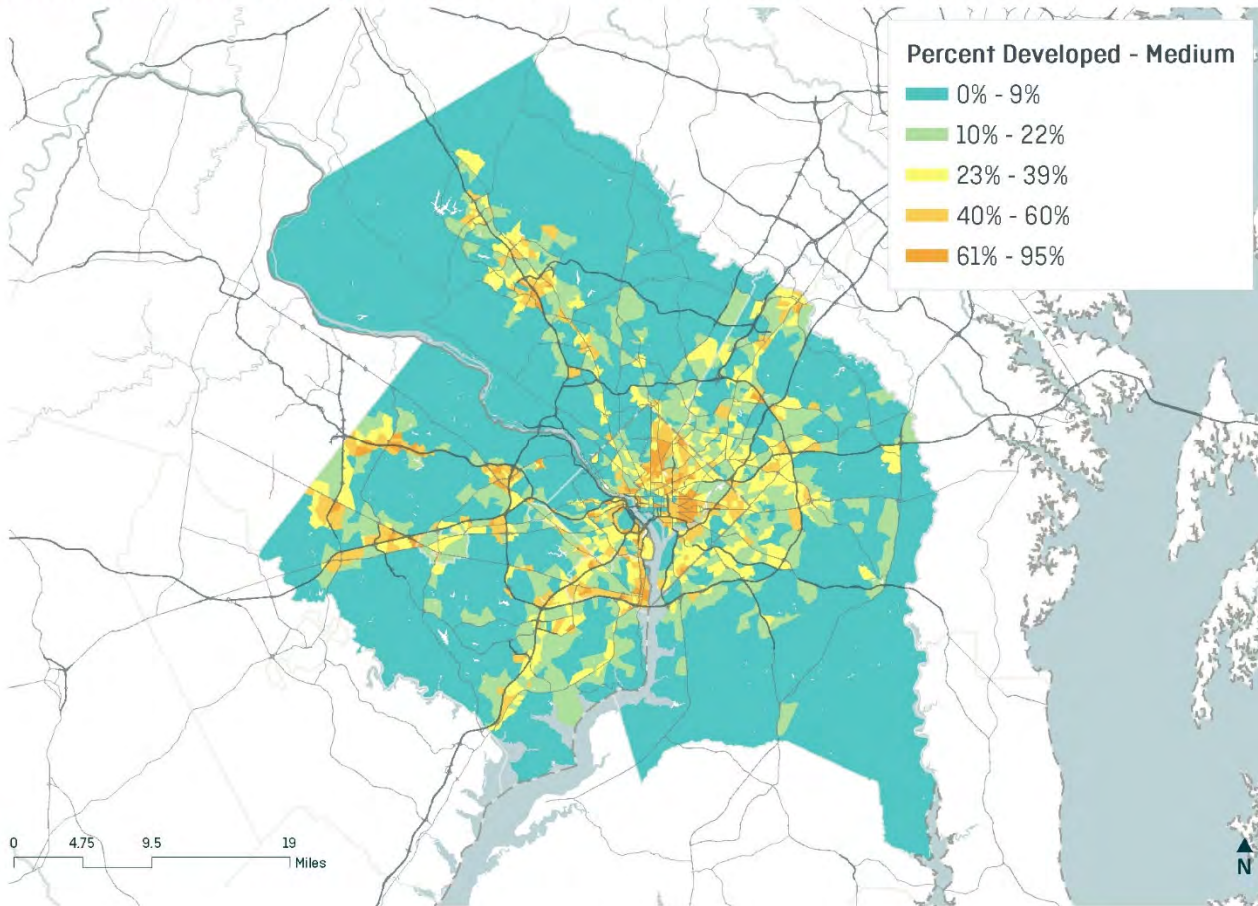 Percent Developed - Medium
0% - 9%
10% - 22%
23% - 39%
40% - 60%
61% - 95%
0 4.75 9.5 19
Miles
N